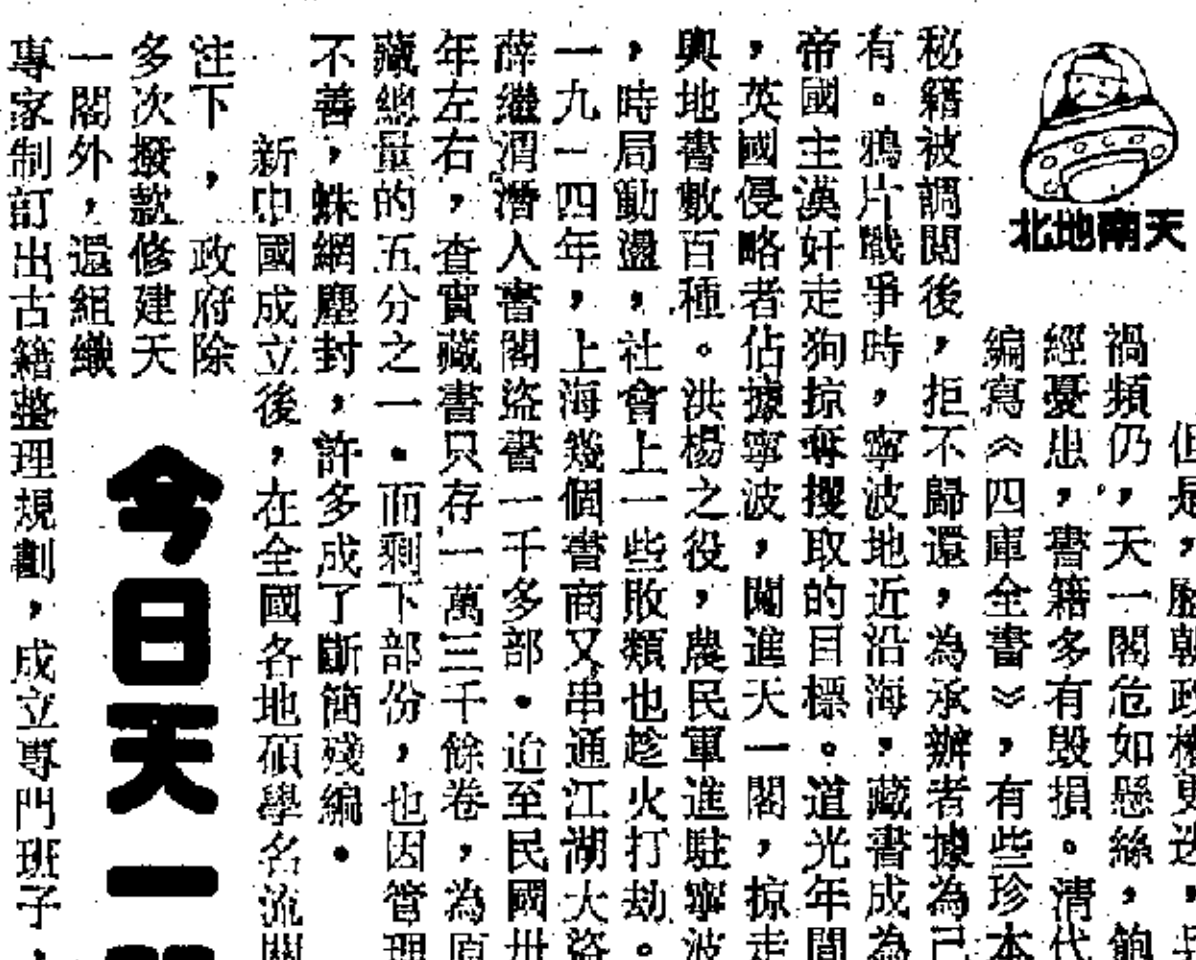 天南地北
但是，歷朝政權更迭，
禍頻仍，天一閣危如懸絲，飽
經憂患，書籍多有毀損。清代
編寫《四庫全書》，有些珍本
秘籍被調閱後，拒不歸還，為承辦者據為己
有。鴉片戰爭時，寧波地近沿海，藏書成為
帝國主漢奸走狗掠奪攫取的目標。道光年間
，英國侵略者佔據寧波，闖進天一閣，掠走
輿地書數百種。洪楊之役，農民軍進駐寧波
，時局動盪，社會上一些敗類也趁火打劫。
一九一四年，上海幾個書商又串通江湖大盜
薛繼渭潛入書閣盜書一千多部。迨至民國卅
年左右，查實藏書只存一萬三千餘卷，為原
藏總量的五分之一。而剩下部份，也因管理
不善，蛛網塵封，許多成了斷簡殘編。
新中國成立後，在全國各地碩學名流關
注下，政府除
多次撥款修建天
一閣外，還組織
專家制訂出古籍整理規劃，成立專門班子，
今日天一閣